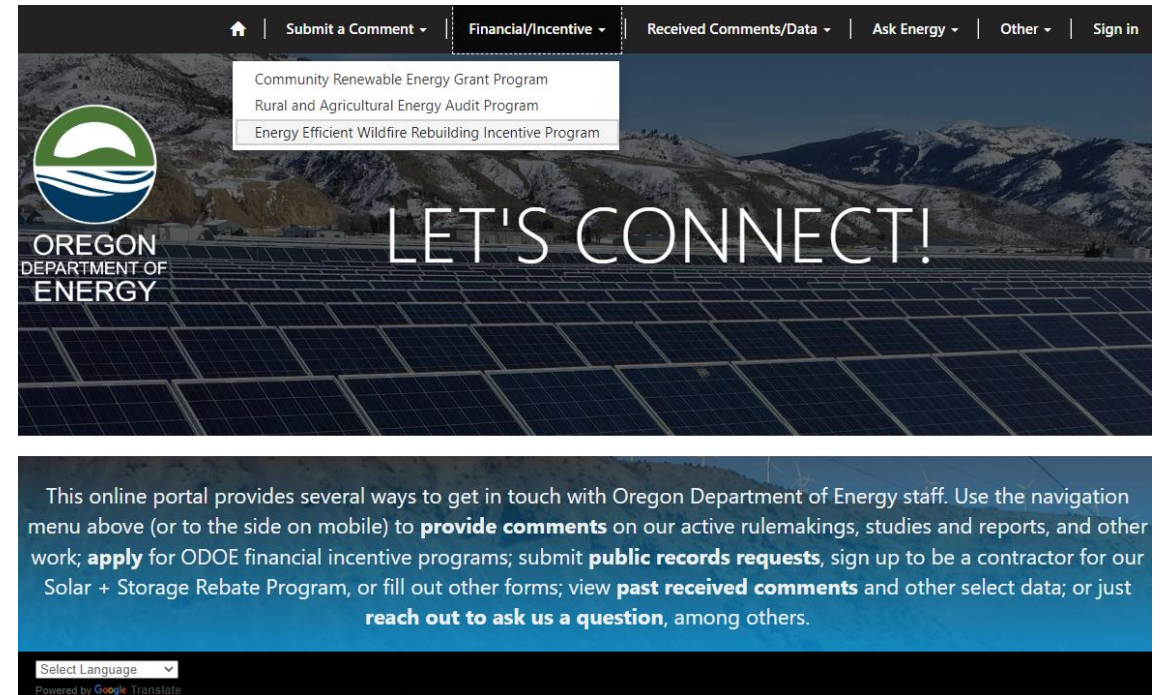 Submit a Comment
Financial/Incentive
Received Comments/Data
Ask Energy
Other
Sign in
Community Renewable Energy Grant Program
Rural and Agricultural Energy Audit Program
Energy Efficient Wildfire Rebuilding Incentive Program
OREGON
DEPARTMENT OF
ENERGY
LET'S CONNECT!
This online portal provides several ways to get in touch with Oregon Department of Energy staff. Use the navigation
menu above (or to the side on mobile) to provide comments on our active rulemakings, studies and reports, and other
work; apply for ODOE financial incentive programs; submit public records requests, sign up to be a contractor for our
Solar + Storage Rebate Program, or fill out other forms; view past received comments and other select data; or just
reach out to ask us a question, among others.
Select Language
Powered by Google Translate